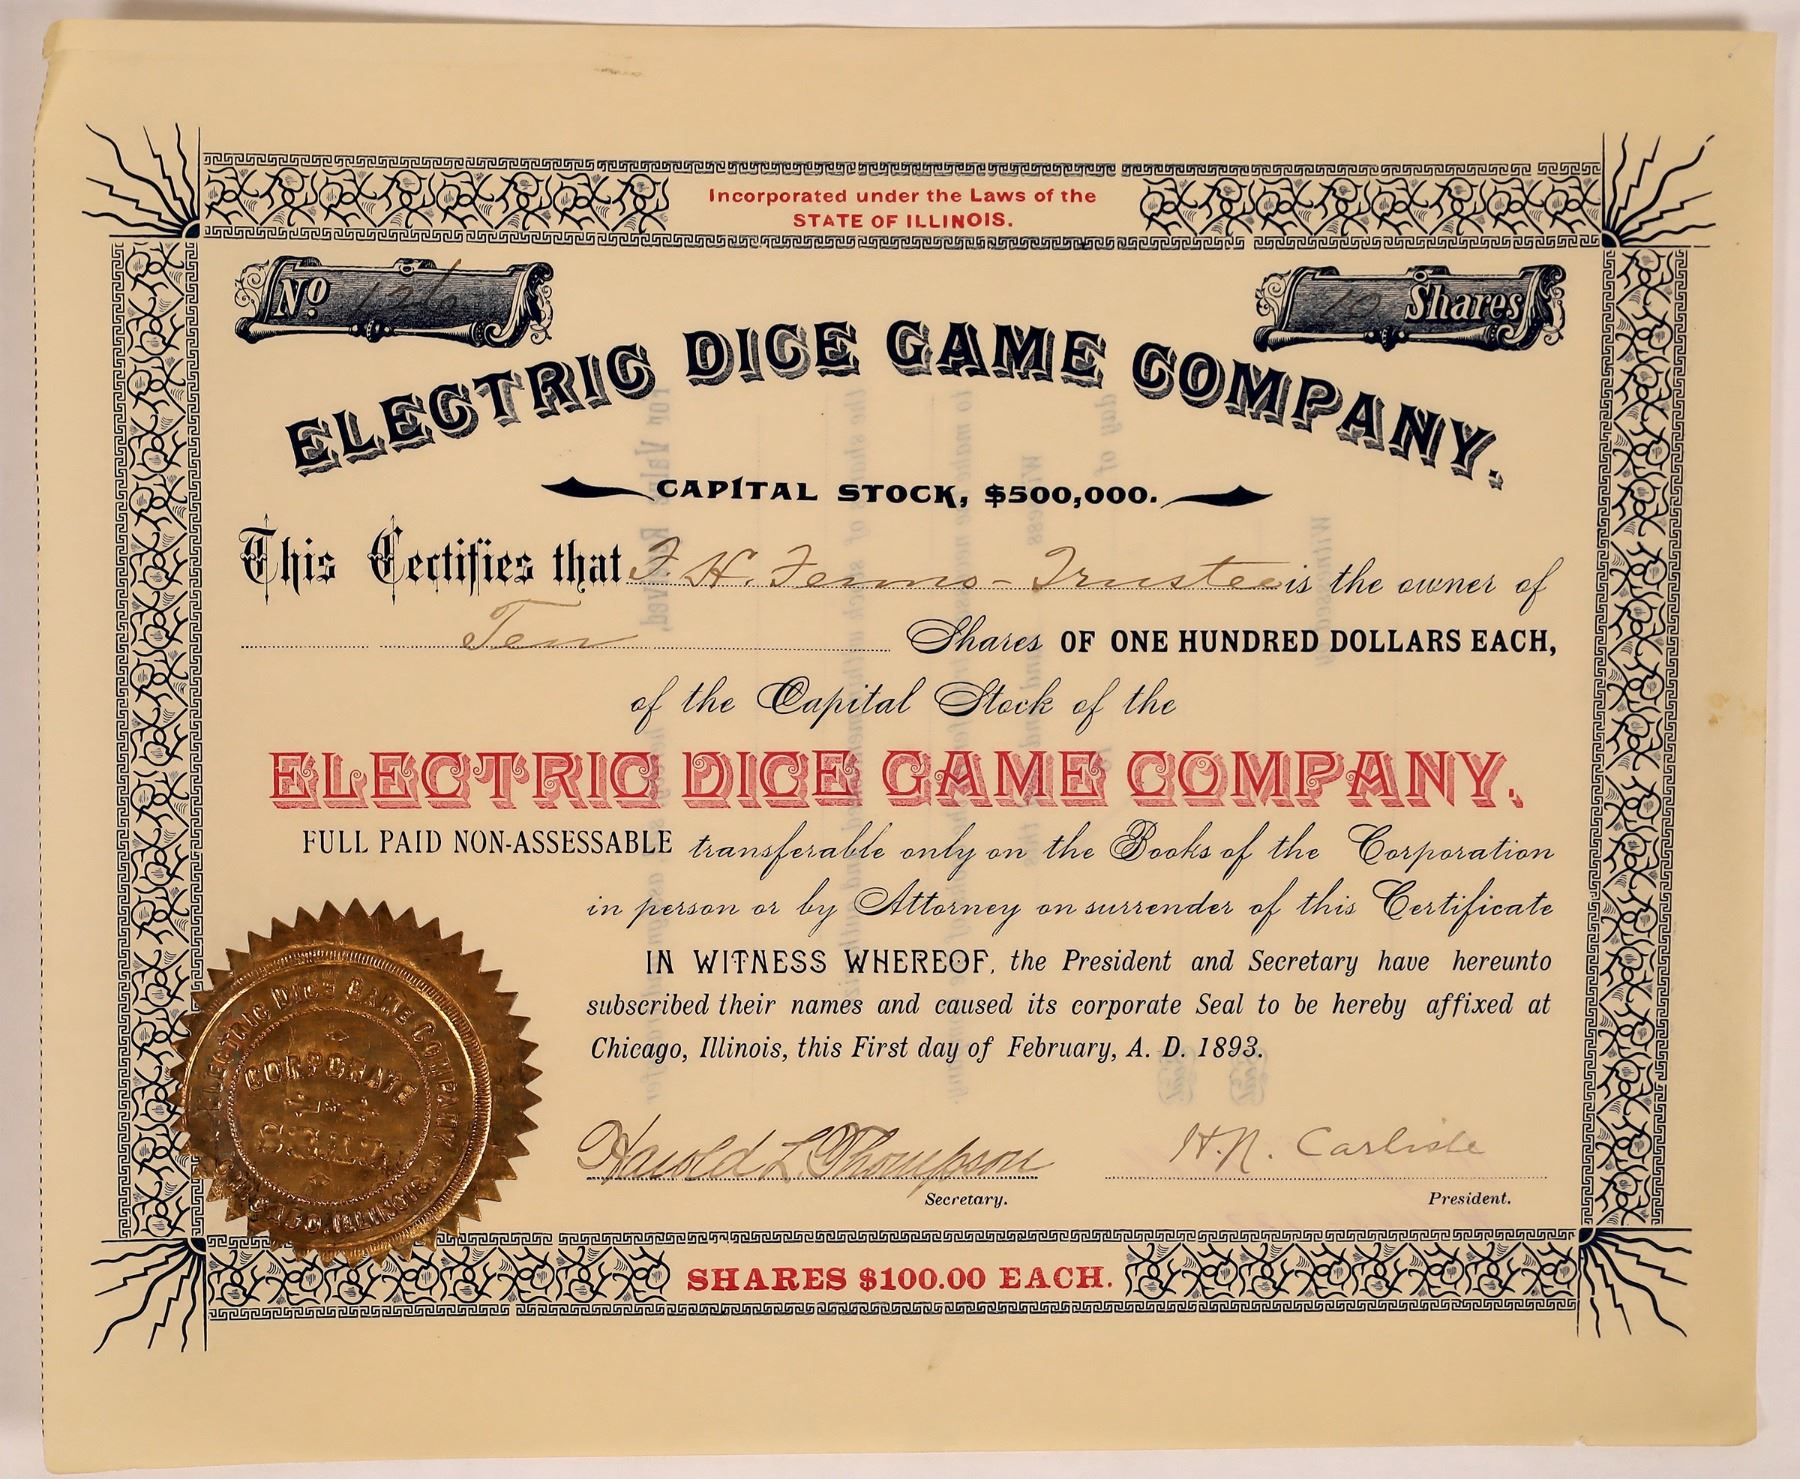 Incorporated under the Laws of the
STATE OF ILLINOIS.
No. 126
10 Shares
ELECTRIC DICE GAME COMPANY.
CAPITAL STOCK, $500,000.
This Certifies that F. H. - Trustee is the owner of
Ten Shares OF ONE HUNDRED DOLLARS EACH,
of the Capital Stock of the
ELECTRIC DICE GAME COMPANY.
FULL PAID NON-ASSESSABLE transferable only on the Books of the Corporation
in person or by Attorney on surrender of this Certificate
IN WITNESS WHEREOF, the President and Secretary have hereunto
subscribed their names and caused its corporate Seal to be hereby affixed at
Chicago, Illinois, this First day of February, A. D. 1893.
ELECTRIC DICE GAME COMPANY
CORPORATE
SEAL
CHICAGO, ILLINOIS.
Harold L. Thompson
Secretary.
H. N. Carlisle
President.
SHARES $100.00 EACH.